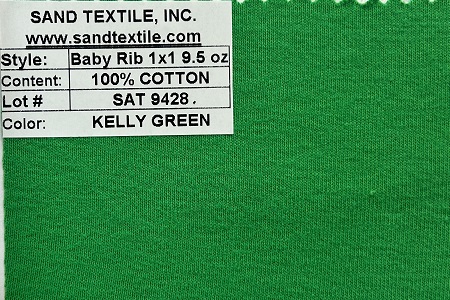 SAND TEXTILE, INC.
www.sandtextile.com
Style: Baby Rib 1x1 9.5 oz
Content: 100% COTTON
Lot # SAT 9428.
Color: KELLY GREEN